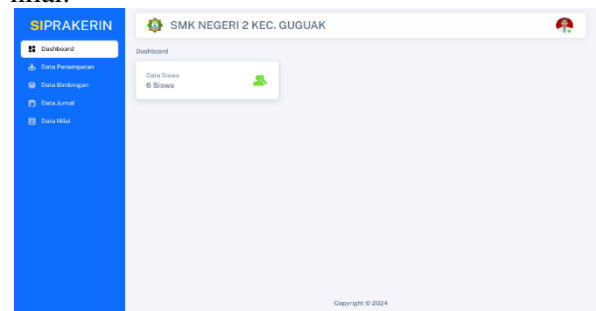 nilai.
SIPRAKERIN
SMK NEGERI 2 KEC. GUGUAK
Dashboard
Data Penempatan
Data Bimbingan
Data Jurnal
Data Nilai
Dashboard
Data Siswa
6 Siswa
Copyright © 2024